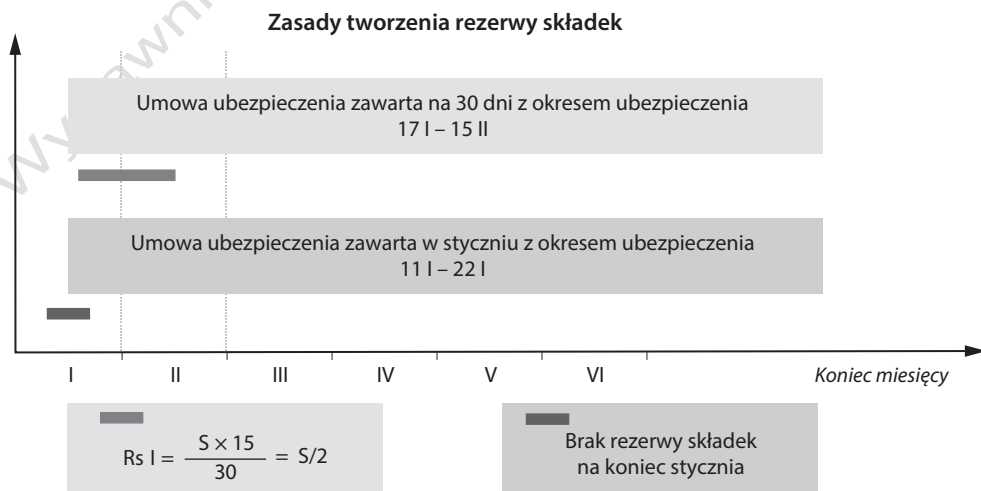 Zasady tworzenia rezerwy składek
Umowa ubezpieczenia zawarta na 30 dni z okresem ubezpieczenia
17 I – 15 II
Umowa ubezpieczenia zawarta w styczniu z okresem ubezpieczenia
11 I – 22 I
I II III IV V VI Koniec miesięcy
Rs I = S × 15 / 30 = S/2
Brak rezerwy składek
na koniec stycznia